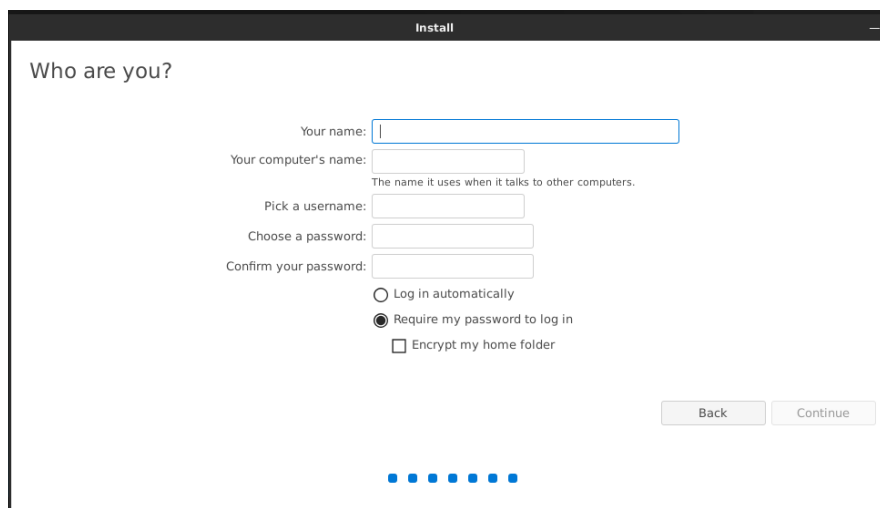 Install
Who are you?
Your name:
Your computer's name:
The name it uses when it talks to other computers.
Pick a username:
Choose a password:
Confirm your password:
Log in automatically
Require my password to log in
Encrypt my home folder
Back Continue